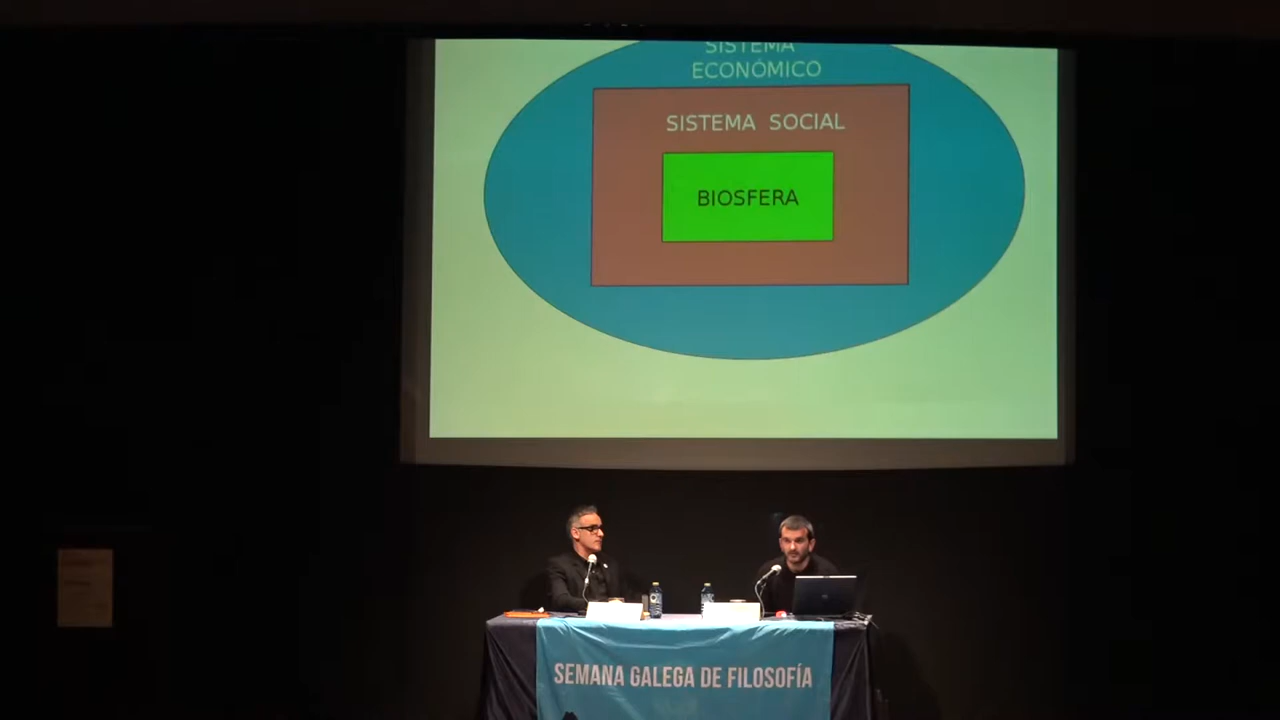 SISTEMA
ECONÓMICO
SISTEMA SOCIAL
BIOSFERA
SEMANA GALEGA DE FILOSOFÍA